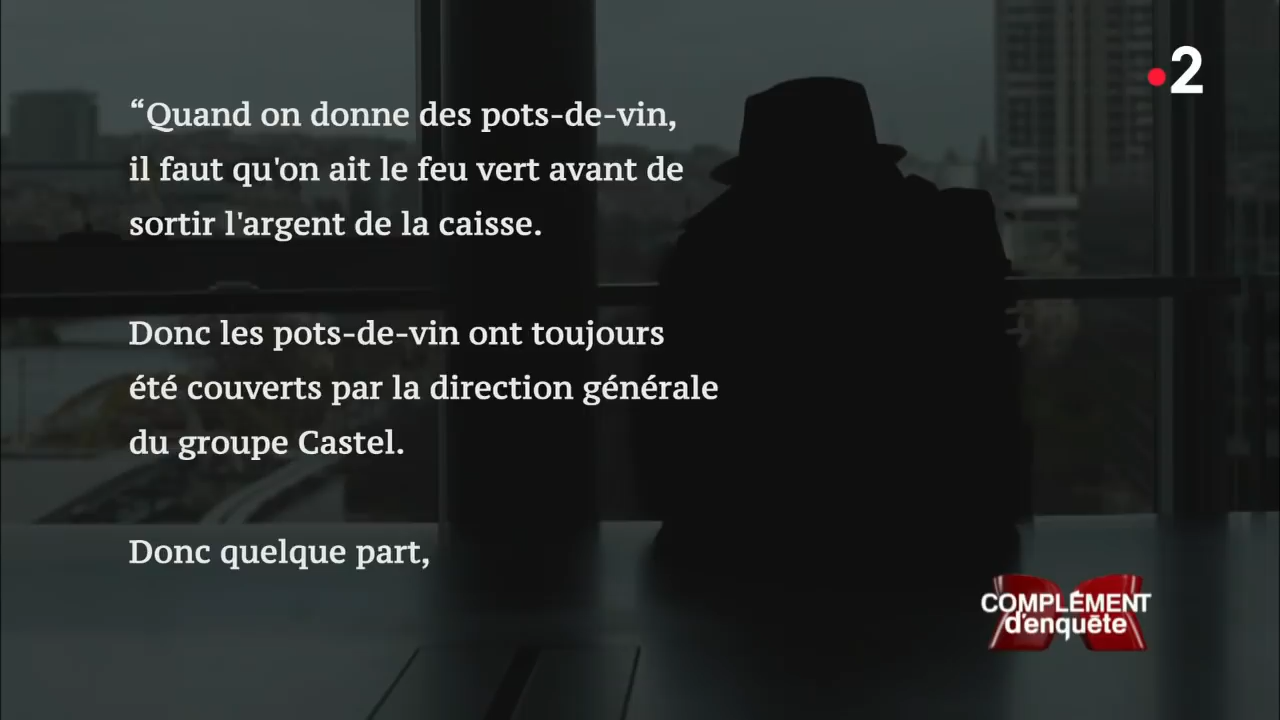 2
“Quand on donne des pots-de-vin,
il faut qu'on ait le feu vert avant de
sortir l'argent de la caisse.
Donc les pots-de-vin ont toujours
été couverts par la direction générale
du groupe Castel.
Donc quelque part,
COMPLÉMENT
d'enquête